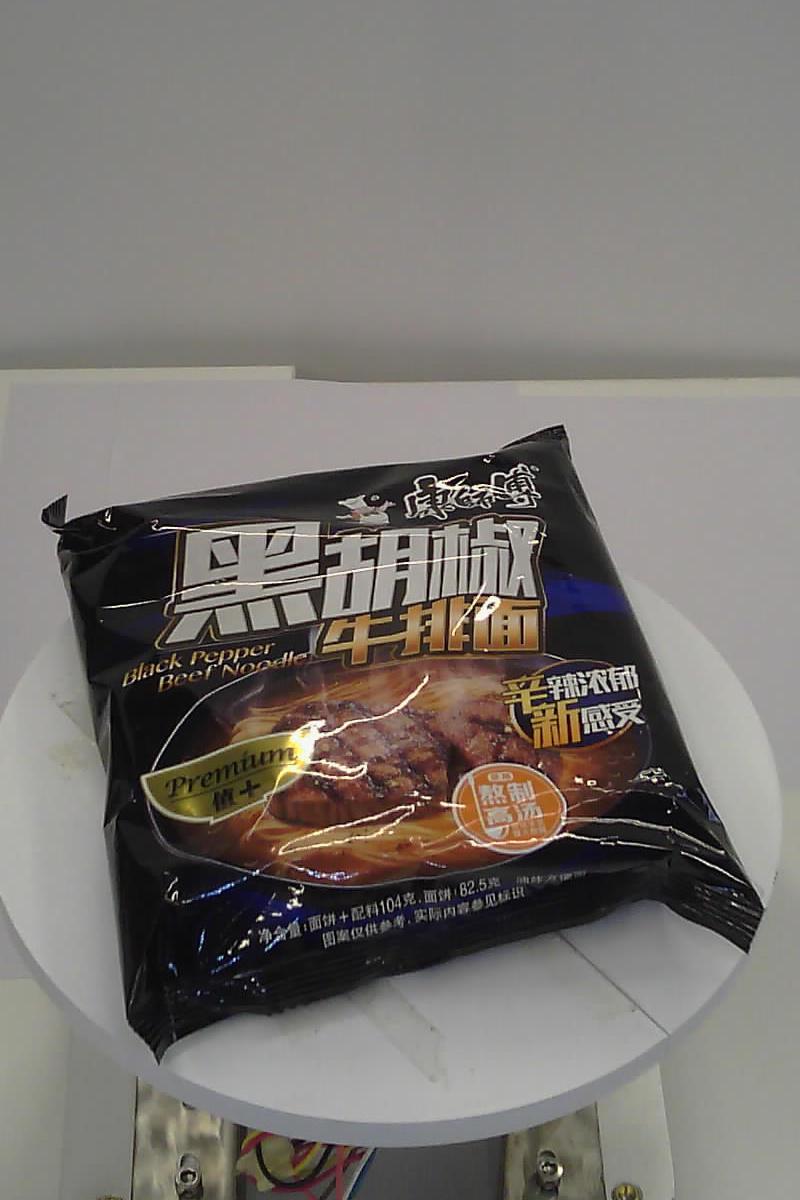 康师傅
黑胡椒
牛排面
Black Pepper
Beef Noodle
辛辣浓郁
新感受
Premium
值+
熬制
高汤
净含量:面饼+配料104克,面饼:82.5克
图案仅供参考,实际内容参见标识